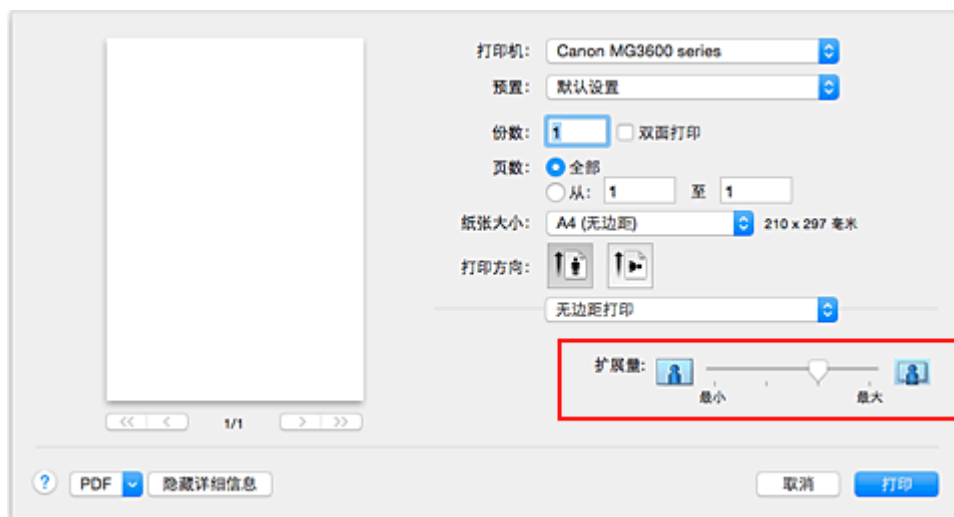 打印机: Canon MG3600 series
预置: 默认设置
份数: 1 双面打印
页数: 全部
从: 1 至 1
纸张大小: A4 (无边距) 210 x 297 毫米
打印方向:
无边距打印
扩展量:
最小 最大
<< < 1/1 > >>
? PDF 隐藏详细信息 取消 打印